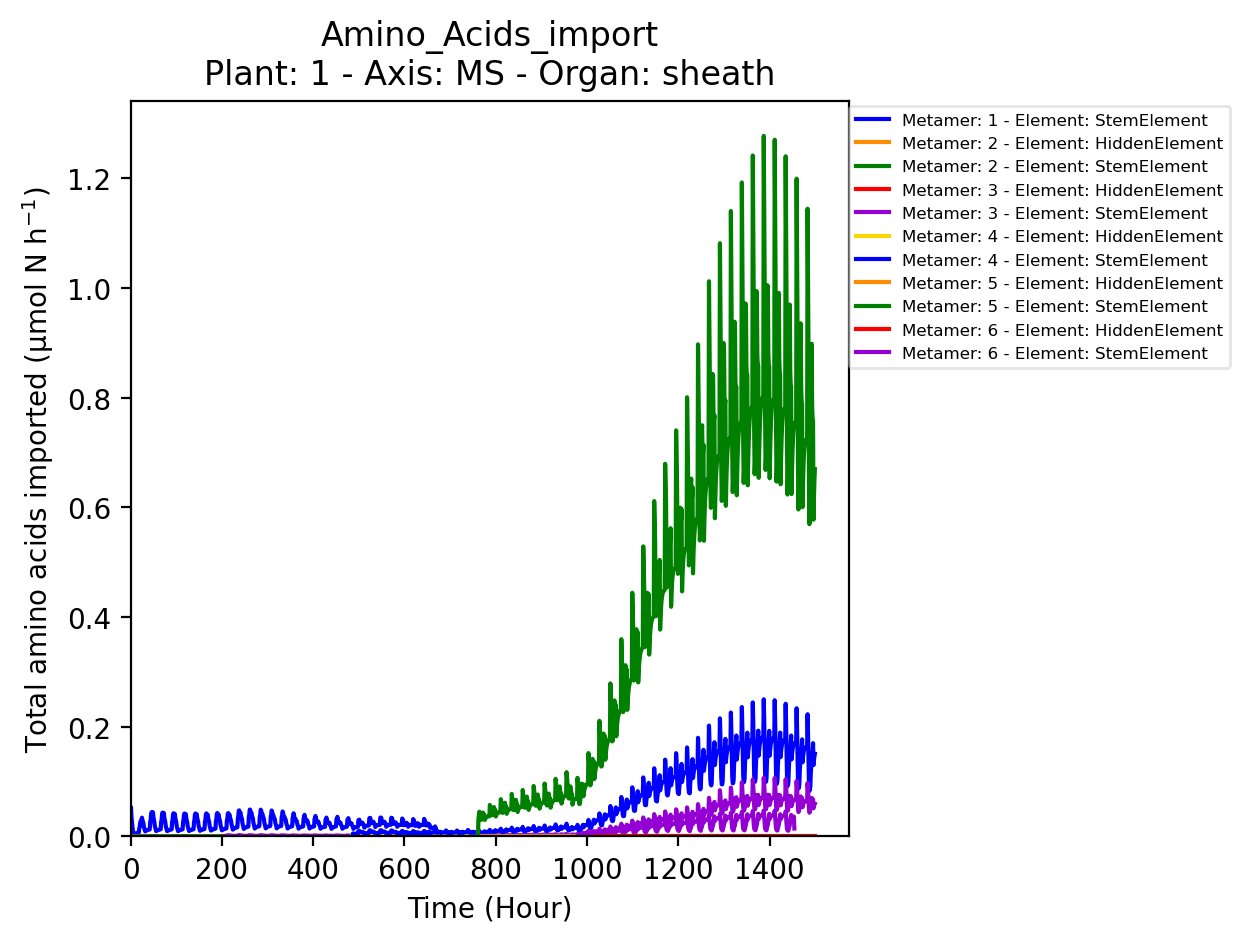 Amino_Acids_import
Plant: 1 - Axis: MS - Organ: sheath
Total amino acids imported (µmol N h⁻¹)
1.2
1.0
0.8
0.6
0.4
0.2
0.0
0
200
400
600
800
1000
1200
1400
Time (Hour)
Metamer: 1 - Element: StemElement
Metamer: 2 - Element: HiddenElement
Metamer: 2 - Element: StemElement
Metamer: 3 - Element: HiddenElement
Metamer: 3 - Element: StemElement
Metamer: 4 - Element: HiddenElement
Metamer: 4 - Element: StemElement
Metamer: 5 - Element: HiddenElement
Metamer: 5 - Element: StemElement
Metamer: 6 - Element: HiddenElement
Metamer: 6 - Element: StemElement